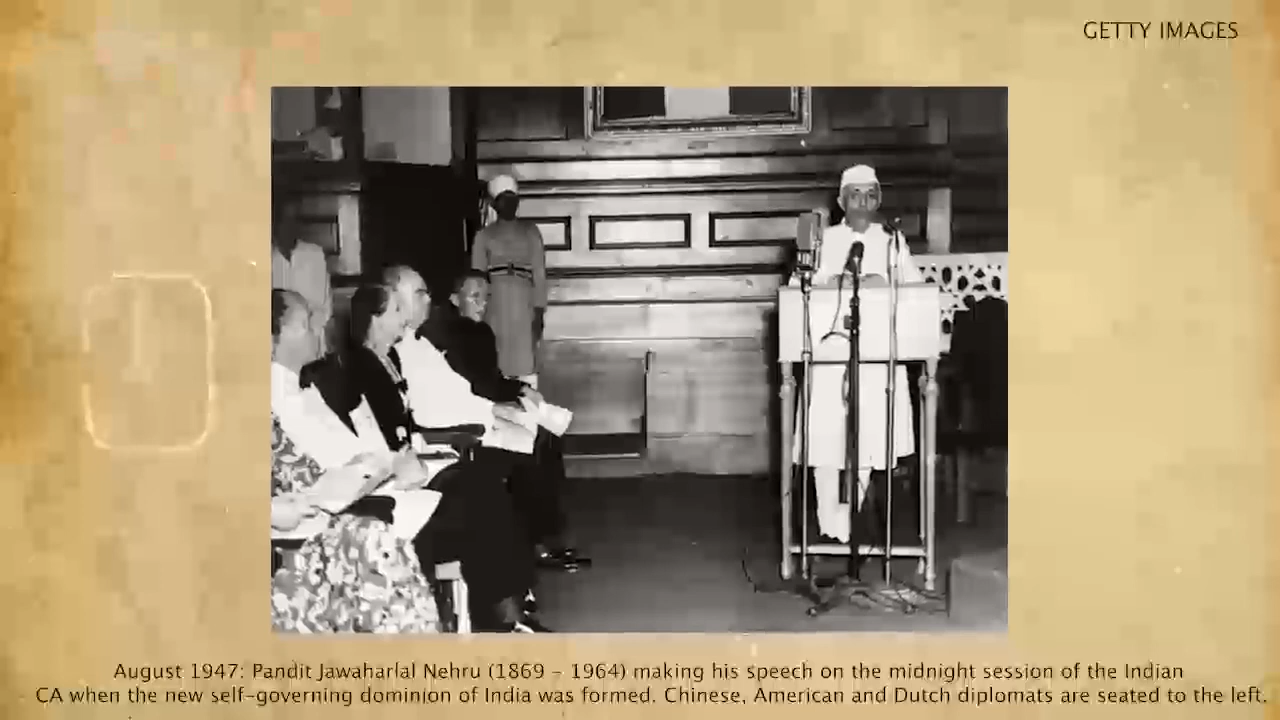 GETTY IMAGES
August 1947: Pandit Jawaharlal Nehru (1869 - 1964) making his speech on the midnight session of the Indian
CA when the new self-governing dominion of India was formed. Chinese, American and Dutch diplomats are seated to the left.